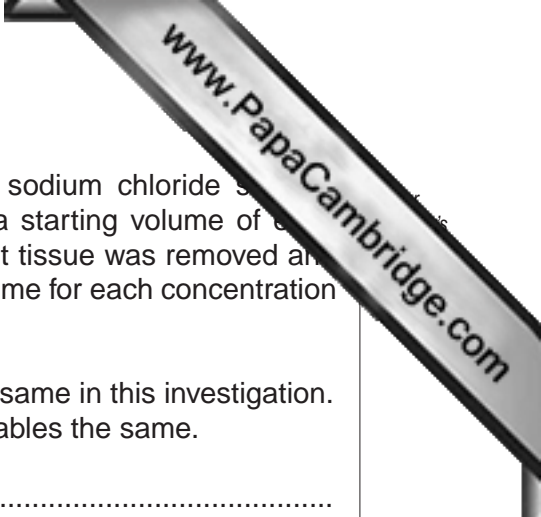 www.PapaCambridge.com
sodium chloride
a starting volume of
t tissue was removed
me for each concentration
same in this investigation.
ables the same.